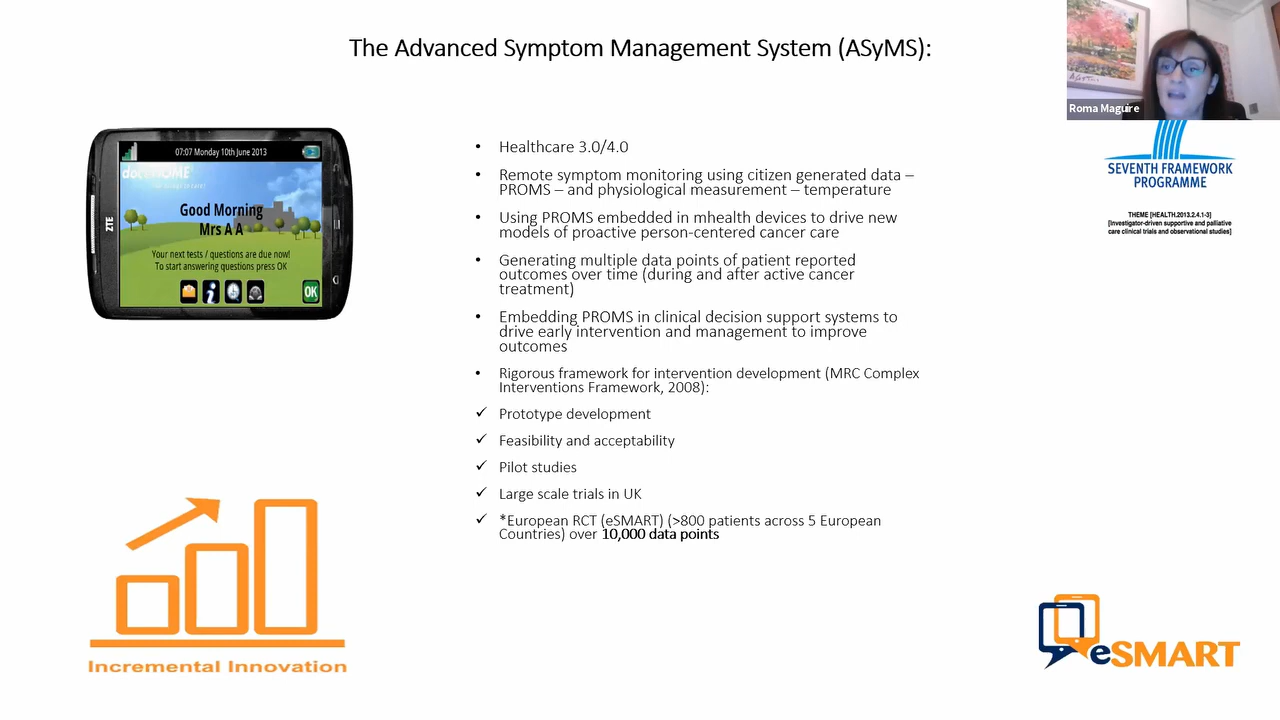 The Advanced Symptom Management System (ASyMS):
Roma Maguire
SEVENTH FRAMEWORK
PROGRAMME
THEME [HEALTH.2013.2.4.1-3]
[Investigator-driven supportive and palliative
care clinical trials and observational studies]
07:07 Monday 10th June 2013
Good Morning
Mrs A A
Your next tests / questions are due now!
To start answering questions press OK
OK
ZTE
• Healthcare 3.0/4.0
• Remote symptom monitoring using citizen generated data –
PROMS – and physiological measurement – temperature
• Using PROMS embedded in mhealth devices to drive new
models of proactive person-centered cancer care
• Generating multiple data points of patient reported
outcomes over time (during and after active cancer
treatment)
• Embedding PROMS in clinical decision support systems to
drive early intervention and management to improve
outcomes
• Rigorous framework for intervention development (MRC Complex
Interventions Framework, 2008):
✓ Prototype development
✓ Feasibility and acceptability
✓ Pilot studies
✓ Large scale trials in UK
✓ *European RCT (eSMART) (>800 patients across 5 European
Countries) over 10,000 data points
Incremental Innovation
eSMART